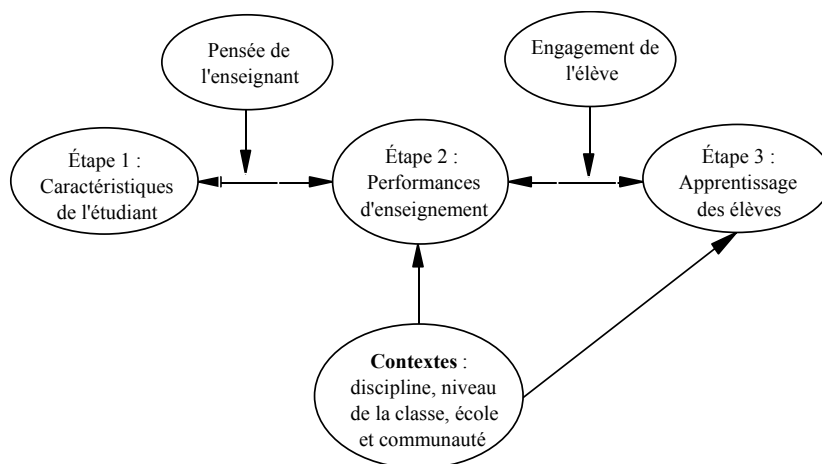 Pensée de
l'enseignant
Engagement de
l'élève
Étape 1 :
Caractéristiques
de l'étudiant
Étape 2 :
Performances
d'enseignement
Étape 3 :
Apprentissage
des élèves
Contextes :
discipline, niveau
de la classe, école
et communauté